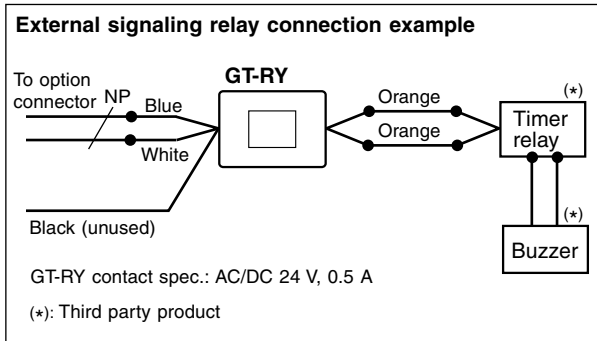 External signaling relay connection example
GT-RY
To option
connector
NP
Blue
White
Black (unused)
Orange
Orange
(*)
Timer
relay
(*)
Buzzer
GT-RY contact spec.: AC/DC 24 V, 0.5 A
(*): Third party product